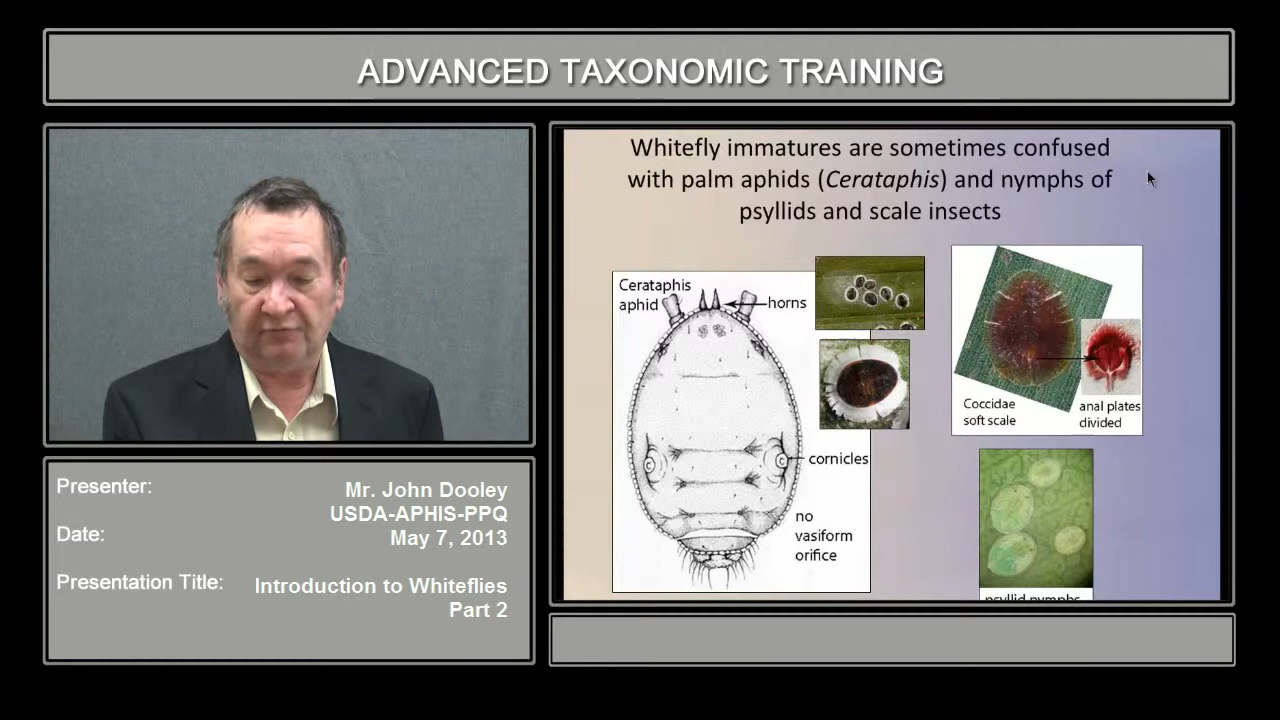 ADVANCED TAXONOMIC TRAINING
Whitefly immatures are sometimes confused
with palm aphids (Cerataphis) and nymphs of
psyllids and scale insects
Cerataphis
aphid
horns
cornicles
no
vasiform
orifice
Coccidae
soft scale
anal plates
divided
psyllid nymphs
Presenter:
Mr. John Dooley
USDA-APHIS-PPQ
Date:
May 7, 2013
Presentation Title:
Introduction to Whiteflies
Part 2